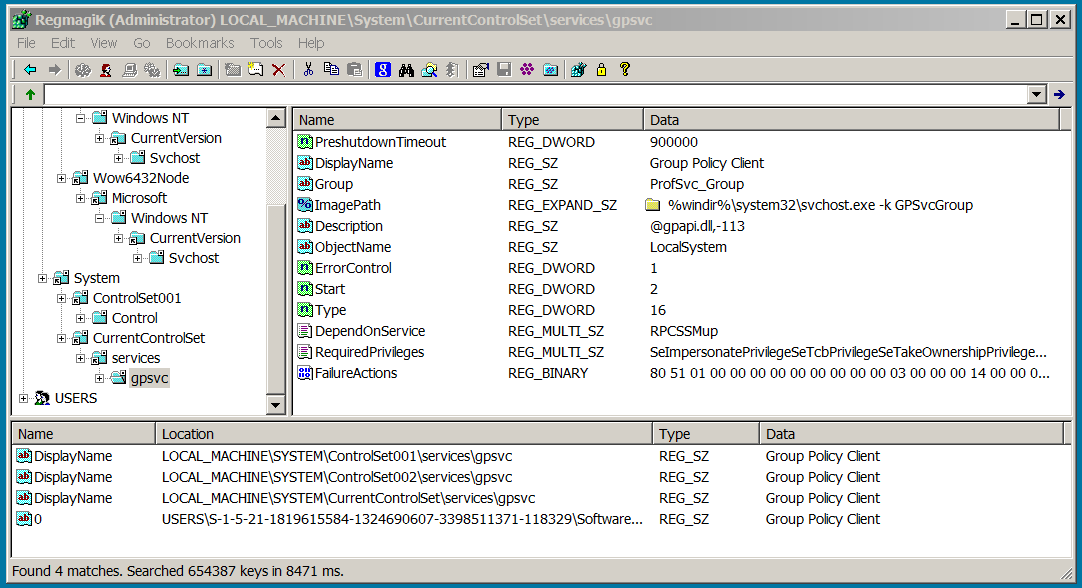 RegmagiK (Administrator) LOCAL_MACHINE\System\CurrentControlSet\services\gpsvc
File Edit View Go Bookmarks Tools Help
Windows NT
CurrentVersion
Svchost
Wow6432Node
Microsoft
Windows NT
CurrentVersion
Svchost
System
ControlSet001
Control
CurrentControlSet
services
gpsvc
USERS
Name Type Data
PreshutdownTimeout REG_DWORD 900000
DisplayName REG_SZ Group Policy Client
Group REG_SZ ProfSvc_Group
ImagePath REG_EXPAND_SZ %windir%\system32\svchost.exe -k GPSvcGroup
Description REG_SZ @gpapi.dll,-113
ObjectName REG_SZ LocalSystem
ErrorControl REG_DWORD 1
Start REG_DWORD 2
Type REG_DWORD 16
DependOnService REG_MULTI_SZ RPCSSMup
RequiredPrivileges REG_MULTI_SZ SeImpersonatePrivilegeSeTcbPrivilegeSeTakeOwnershipPrivilege...
FailureActions REG_BINARY 80 51 01 00 00 00 00 00 00 00 00 00 03 00 00 00 14 00 00 0...
Name Location Type Data
DisplayName LOCAL_MACHINE\SYSTEM\ControlSet001\services\gpsvc REG_SZ Group Policy Client
DisplayName LOCAL_MACHINE\SYSTEM\ControlSet002\services\gpsvc REG_SZ Group Policy Client
DisplayName LOCAL_MACHINE\SYSTEM\CurrentControlSet\services\gpsvc REG_SZ Group Policy Client
0 USERS\S-1-5-21-1819615584-1324690607-3398511371-118329\Software... REG_SZ Group Policy Client
Found 4 matches. Searched 654387 keys in 8471 ms.